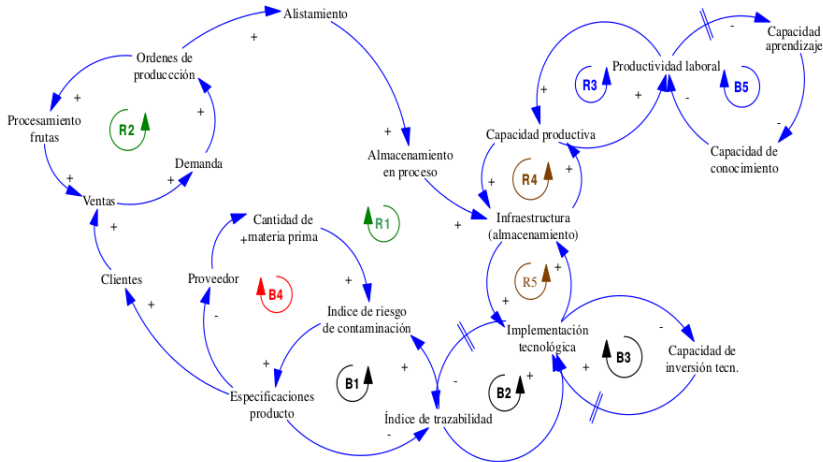 Alistamiento
+
Ordenes de
produccción
+
+
R2
Procesamiento
frutas
+
+
Demanda
Ventas
+
+
Clientes
+
Almacenamiento
en proceso
+
R1
Cantidad de
materia prima
+
+
Proveedor
-
B4
Indice de riesgo
de contaminación
+
+
Especificaciones
producto
B1
-
Índice de trazabilidad
-
B2
+
Infraestructura
(almacenamiento)
+
+
R4
Capacidad productiva
+
+
R3
Productividad laboral
+
-
B5
-
Capacidad
aprendizaje
-
Capacidad de
conocimiento
R5
+
+
Implementación
tecnológica
-
B3
+
Capacidad de
inversión tecn.